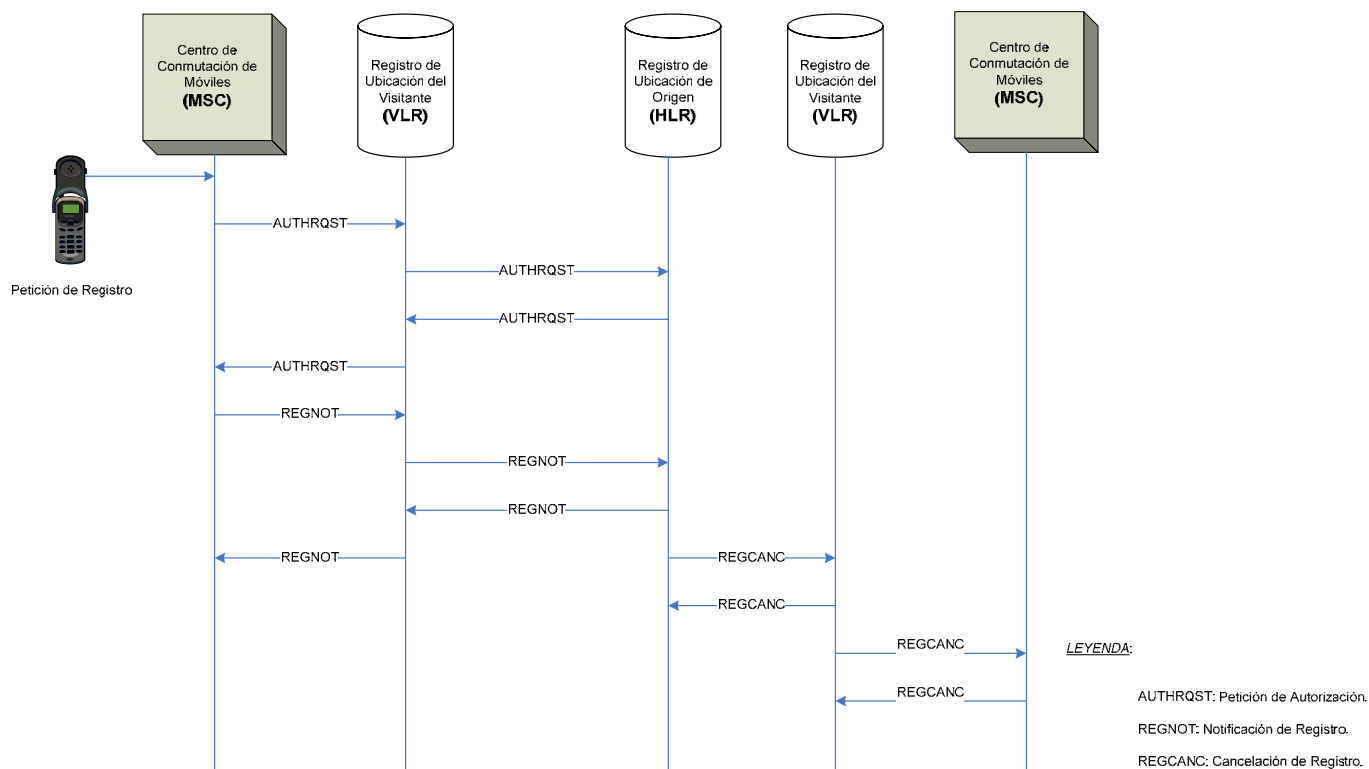 Centro de
Conmutación de
Móviles
(MSC)
Registro de
Ubicación del
Visitante
(VLR)
Registro de
Ubicación de
Origen
(HLR)
Registro de
Ubicación del
Visitante
(VLR)
Centro de
Conmutación de
Móviles
(MSC)
Petición de Registro
AUTHRQST
AUTHRQST
AUTHRQST
AUTHRQST
REGNOT
REGNOT
REGNOT
REGNOT
REGCANC
REGCANC
REGCANC
REGCANC
LEYENDA:
AUTHRQST: Petición de Autorización.
REGNOT: Notificación de Registro.
REGCANC: Cancelación de Registro.